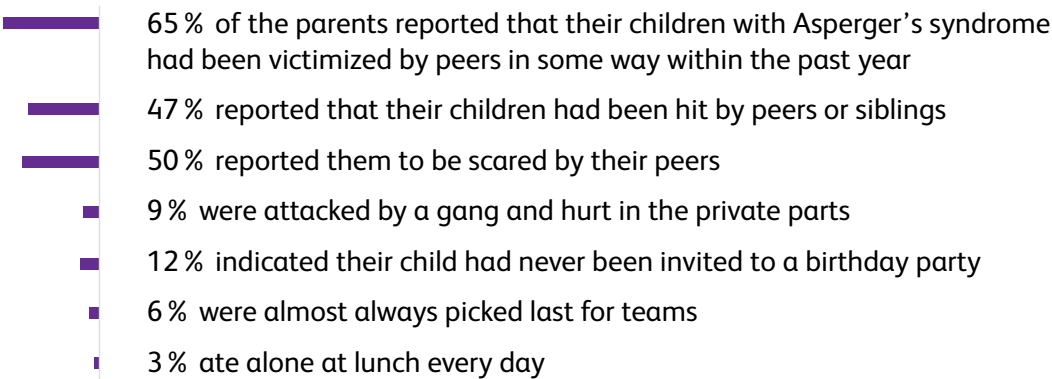 65 % of the parents reported that their children with Asperger’s syndrome
had been victimized by peers in some way within the past year
47 % reported that their children had been hit by peers or siblings
50 % reported them to be scared by their peers
9 % were attacked by a gang and hurt in the private parts
12 % indicated their child had never been invited to a birthday party
6 % were almost always picked last for teams
3 % ate alone at lunch every day